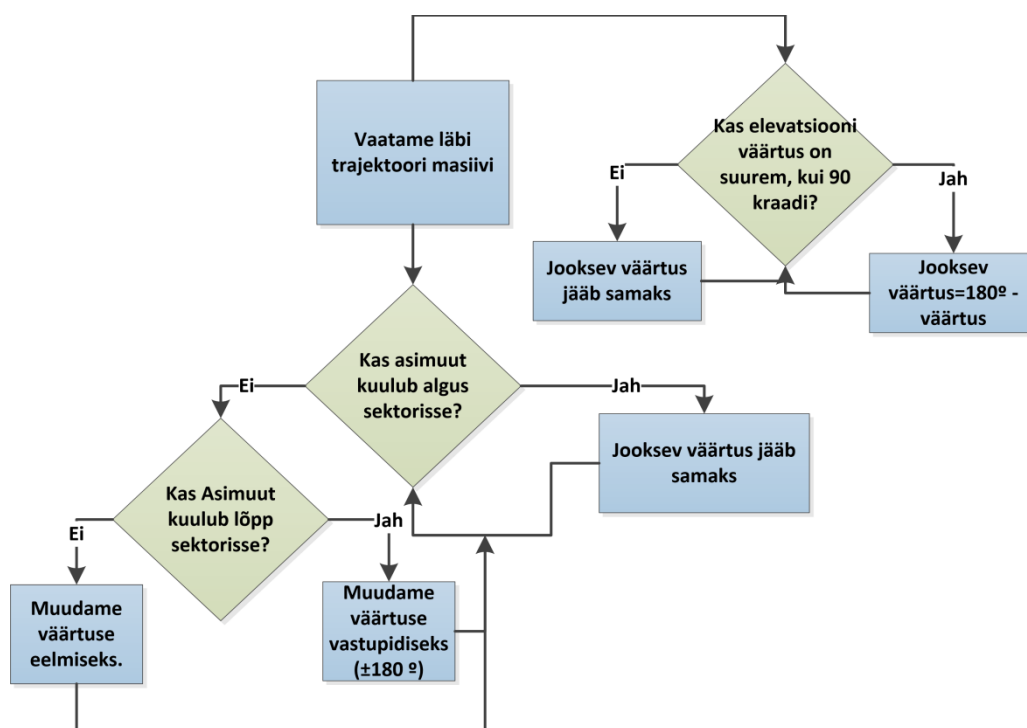 Vaatame läbi
trajektoori masiivi
Kas elevatsiooni
väärtus on
suurem, kui 90
kraadi?
Ei
Jah
Jooksev väärtus
jääb samaks
Jooksev
väärtus=180º -
väärtus
Kas asimuut
kuulub algus
sektorisse?
Ei
Jah
Jooksev väärtus jääb
samaks
Kas Asimuut
kuulub lõpp
sektorisse?
Ei
Jah
Muudame
väärtuse
eelmiseks.
Muudame
väärtuse
vastupidiseks
(±180 º)